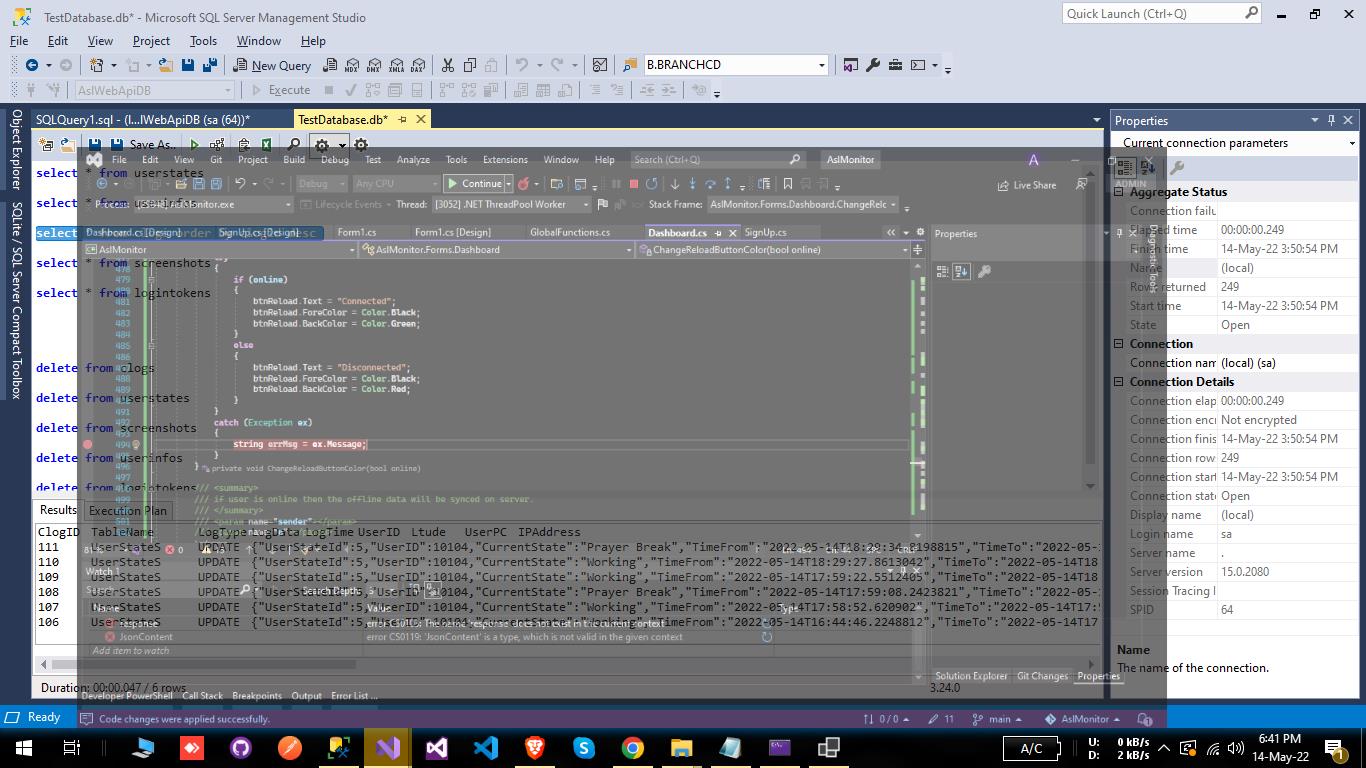 TestDatabase.db* - Microsoft SQL Server Management Studio
Quick Launch (Ctrl+Q)
File Edit View Project Tools Window Help
New Query
MDX DMX XMLA DAX
B.BRANCHCD
AslWebApiDB
Execute
SQLQuery1.sql - (l...lWebApiDB (sa (64))*
TestDatabase.db*
Properties
Save As..
Current connection parameters
File Edit View Git Project Build Debug Test Analyze Tools Extensions Window Help
Search (Ctrl+Q)
AslMonitor
A
select * from userstates
Debug
Any CPU
Continue
Live Share
ADMIN
Lifecycle Events
Thread: [3052] .NET ThreadPool Worker
Stack Frame: AslMonitor.Forms.Dashboard.ChangeReloc
select * from userinfos
select
Dashboard.cs [Design]
SignUp.cs [Design]
Form1.cs
Form1.cs [Design]
GlobalFunctions.cs
Dashboard.cs
SignUp.cs
Properties
AslMonitor
AslMonitor.Forms.Dashboard
ChangeReloadButtonColor(bool online)
select * from screenshots
select * from logintokens
478 {
479 if (online)
480 {
481 btnReload.Text = "Connected";
482 btnReload.ForeColor = Color.Black;
483 btnReload.BackColor = Color.Green;
484 }
485 else
486 {
487 btnReload.Text = "Disconnected";
488 btnReload.ForeColor = Color.Black;
489 btnReload.BackColor = Color.Red;
490 }
491 }
492 catch (Exception ex)
493 {
494 string errMsg = ex.Message;
495 }
496 } private void ChangeReloadButtonColor(bool online)
/// <summary>
499 /// if user is online then the offline data will be synced on server.
/// </summary>
/// <param name="sender"></param>
delete from clogs
delete from userstates
delete from screenshots
delete from userinfos
delete from logintokens
Object Explorer
SQLite / SQL Server Compact Toolbox
Diagnostic Tools
Aggregate Status
Connection failu
Elapsed time 00:00:00.249
Finish time 14-May-22 3:50:54 PM
Name (local)
Rows returned 249
Start time 14-May-22 3:50:54 PM
State Open
Connection
Connection nam (local) (sa)
Connection Details
Connection elap 00:00:00.249
Connection encr Not encrypted
Connection finis 14-May-22 3:50:54 PM
Connection row 249
Connection start 14-May-22 3:50:54 PM
Connection state Open
Display name (local)
Login name sa
Server name .
Server version 15.0.2080
Session Tracing I
SPID 64
Name
The name of the connection.
Results
Execution Plan
ClogID TableName LogType LogData LogTime UserID Ltude UserPC IPAddress
111 UserStateS UPDATE {"UserStateId":5,"UserID":10104,"CurrentState":"Prayer Break","TimeFrom":"2022-05-14T18:29:34.8198815","TimeTo":"2022-05-1
110 UserStateS UPDATE {"UserStateId":5,"UserID":10104,"CurrentState":"Working","TimeFrom":"2022-05-14T18:29:27.8613042","TimeTo":"2022-05-14T18
109 UserStateS UPDATE {"UserStateId":5,"UserID":10104,"CurrentState":"Working","TimeFrom":"2022-05-14T17:59:22.5512405","TimeTo":"2022-05-14T18
108 UserStateS UPDATE {"UserStateId":5,"UserID":10104,"CurrentState":"Prayer Break","TimeFrom":"2022-05-14T17:59:08.2423821","TimeTo":"2022-05-1
107 UserStateS UPDATE {"UserStateId":5,"UserID":10104,"CurrentState":"Working","TimeFrom":"2022-05-14T17:58:52.620902","TimeTo":"2022-05-14T17:5
106 UserStateS UPDATE {"UserStateId":5,"UserID":10104,"CurrentState":"Working","TimeFrom":"2022-05-14T16:44:46.2248812","TimeTo":"2022-05-14T17
Watch 1
Search Depth:
Name
Value
Type
JsonContent
error CS0119: 'JsonContent' is a type, which is not valid in the given context
Add item to watch
Solution Explorer
Git Changes
Properties
Duration: 00:00.047 / 6 rows
3.24.0
Developer PowerShell Call Stack Breakpoints Output Error List ...
Ready
Code changes were applied successfully.
0 / 0
11
main
AslMonitor
A/C
U: 0 kB/s
D: 2 kB/s
6:41 PM
14-May-22
1